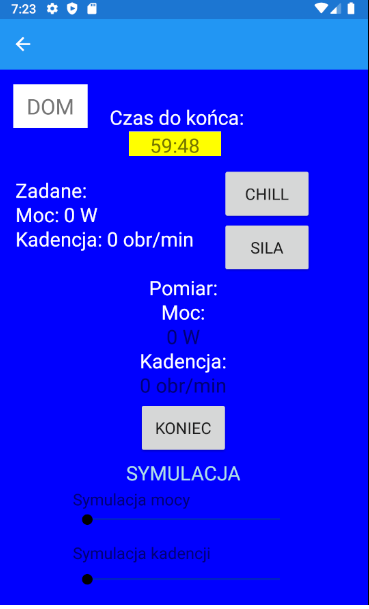 7:23
DOM
Czas do końca:
59:48
Zadane:
Moc: 0 W
Kadencja: 0 obr/min
CHILL
SILA
Pomiar:
Moc:
0 W
Kadencja:
0 obr/min
KONIEC
SYMULACJA
Symulacja mocy
Symulacja kadencji